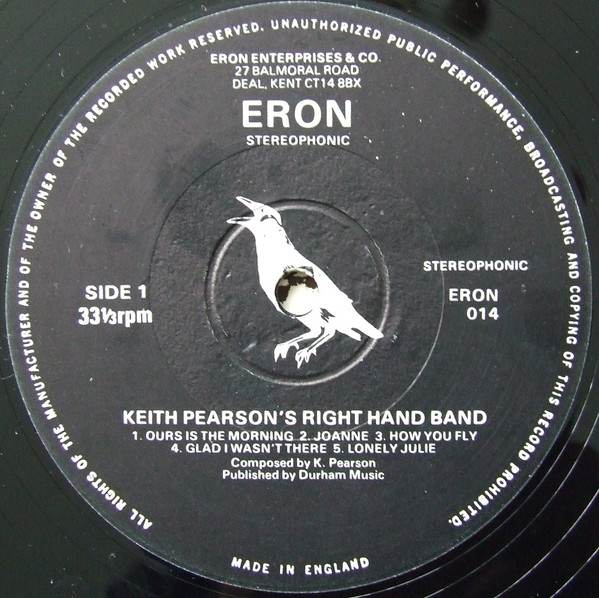 ALL RIGHTS OF THE MANUFACTURER AND OF THE OWNER OF THE RECORDED WORK RESERVED. UNAUTHORIZED PUBLIC PERFORMANCE, BROADCASTING AND COPYING OF THIS RECORD PROHIBITED.
ERON ENTERPRISES & CO.
27 BALMORAL ROAD
DEAL, KENT CT14 8BX
ERON
STEREOPHONIC
STEREOPHONIC
SIDE 1
33⅓rpm
ERON
014
KEITH PEARSON'S RIGHT HAND BAND
1. OURS IS THE MORNING 2. JOANNE 3. HOW YOU FLY
4. GLAD I WASN'T THERE 5. LONELY JULIE
Composed by K. Pearson
Published by Durham Music
MADE IN ENGLAND